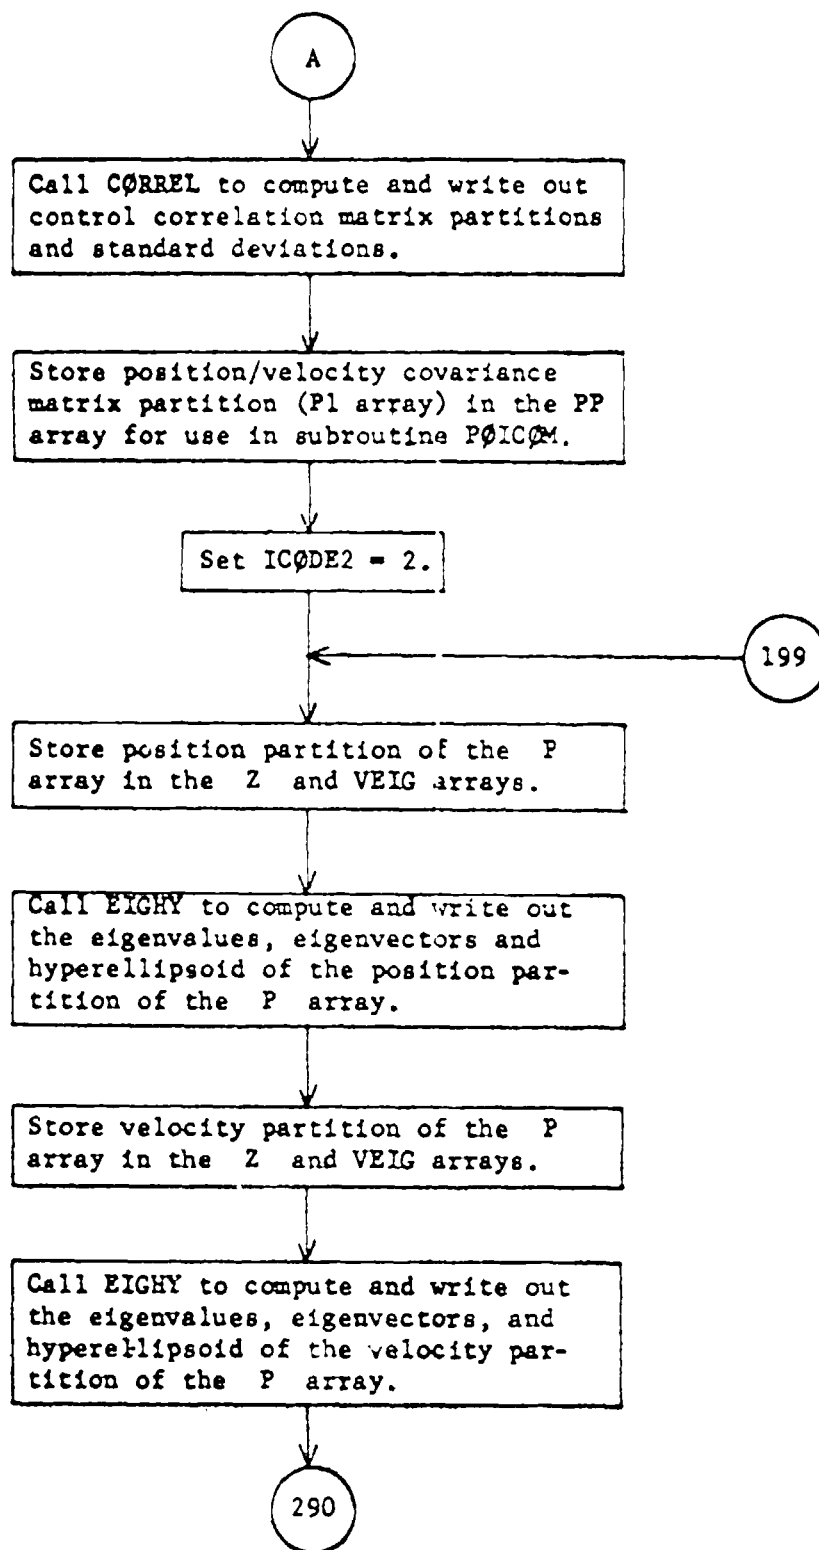 A
Call CØRREL to compute and write out
control correlation matrix partitions
and standard deviations.
Store position/velocity covariance
matrix partition (P1 array) in the PP
array for use in subroutine PØICØM.
Set ICØDE2 = 2.
199
Store position partition of the P
array in the Z and VEIG arrays.
Call EIGHY to compute and write out
the eigenvalues, eigenvectors and
hyperellipsoid of the position par-
tition of the P array.
Store velocity partition of the P
array in the Z and VEIG arrays.
Call EIGHY to compute and write out
the eigenvalues, eigenvectors, and
hyperellipsoid of the velocity par-
tition of the P array.
290